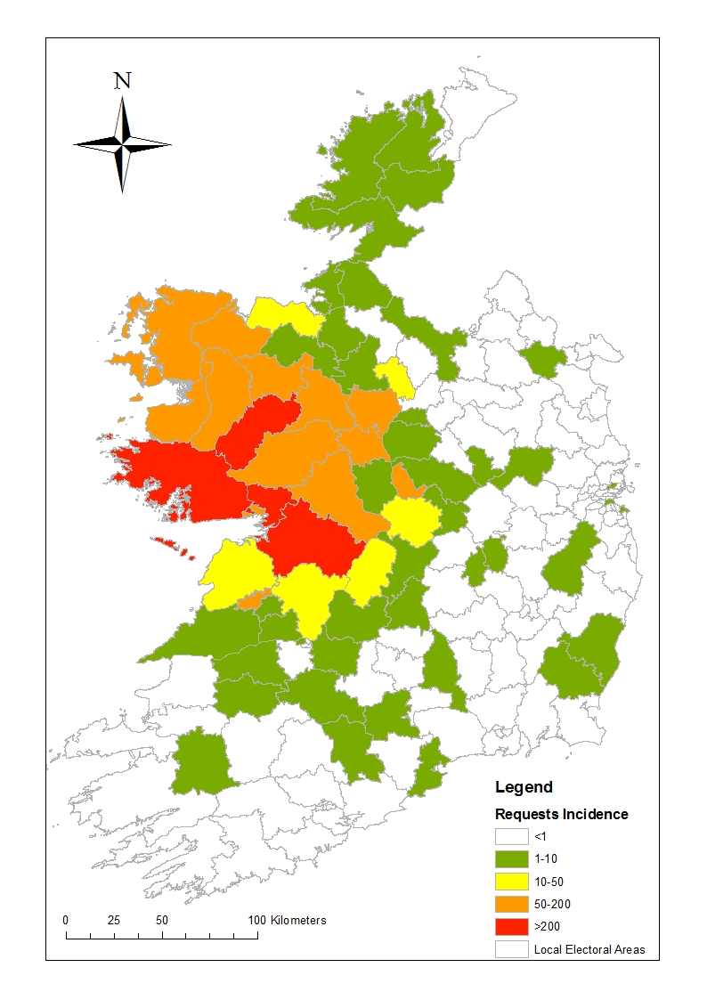 N
Legend
Requests Incidence
<1
1-10
10-50
50-200
>200
Local Electoral Areas
0 25 50 100 Kilometers